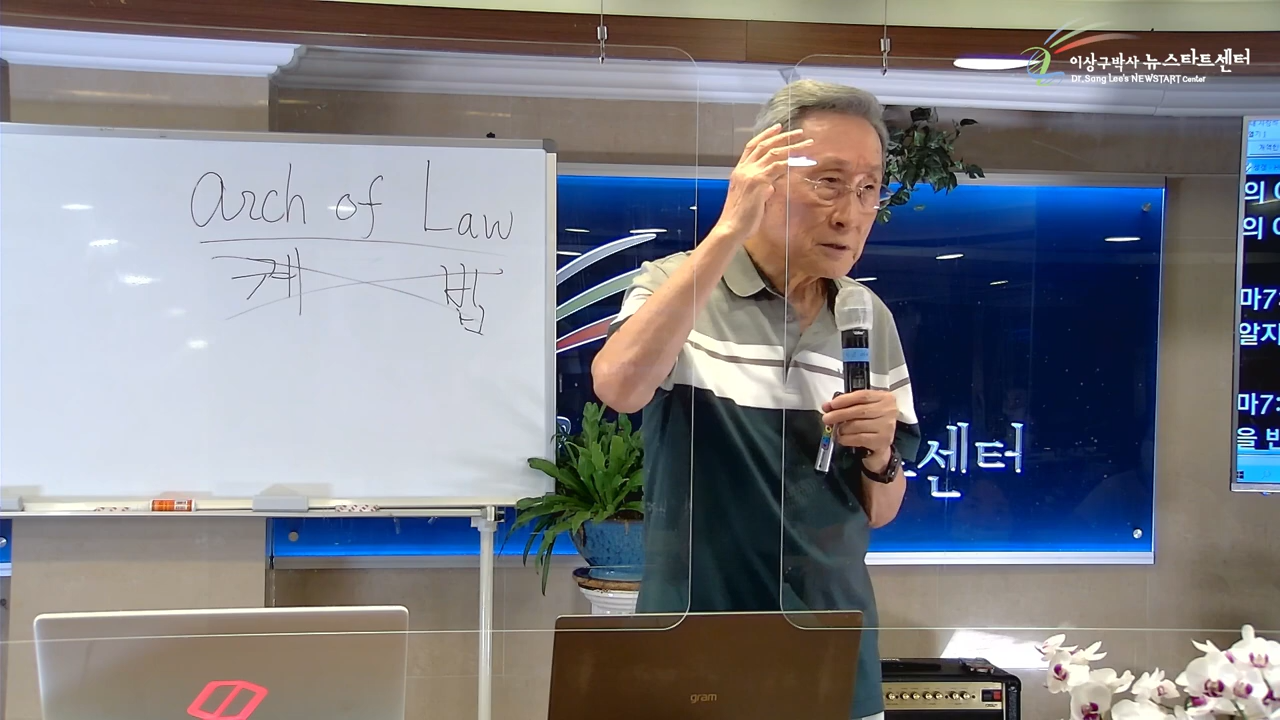 이상구박사 뉴스타트센터
Dr. Sang Lee's NEWSTART Center
arch of Law
계 법
센터
의
의
마7:
알지
마7:
을 받
gram